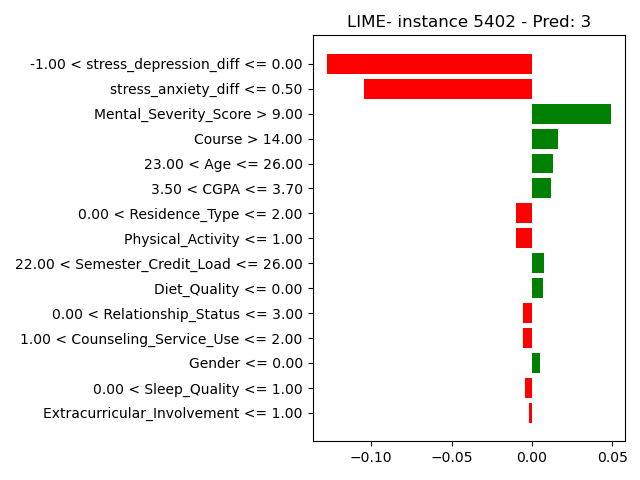 LIME- instance 5402 - Pred: 3
-1.00 < stress_depression_diff <= 0.00
stress_anxiety_diff <= 0.50
Mental_Severity_Score > 9.00
Course > 14.00
23.00 < Age <= 26.00
3.50 < CGPA <= 3.70
0.00 < Residence_Type <= 2.00
Physical_Activity <= 1.00
22.00 < Semester_Credit_Load <= 26.00
Diet_Quality <= 0.00
0.00 < Relationship_Status <= 3.00
1.00 < Counseling_Service_Use <= 2.00
Gender <= 0.00
0.00 < Sleep_Quality <= 1.00
Extracurricular_Involvement <= 1.00
−0.10 −0.05 0.00 0.05